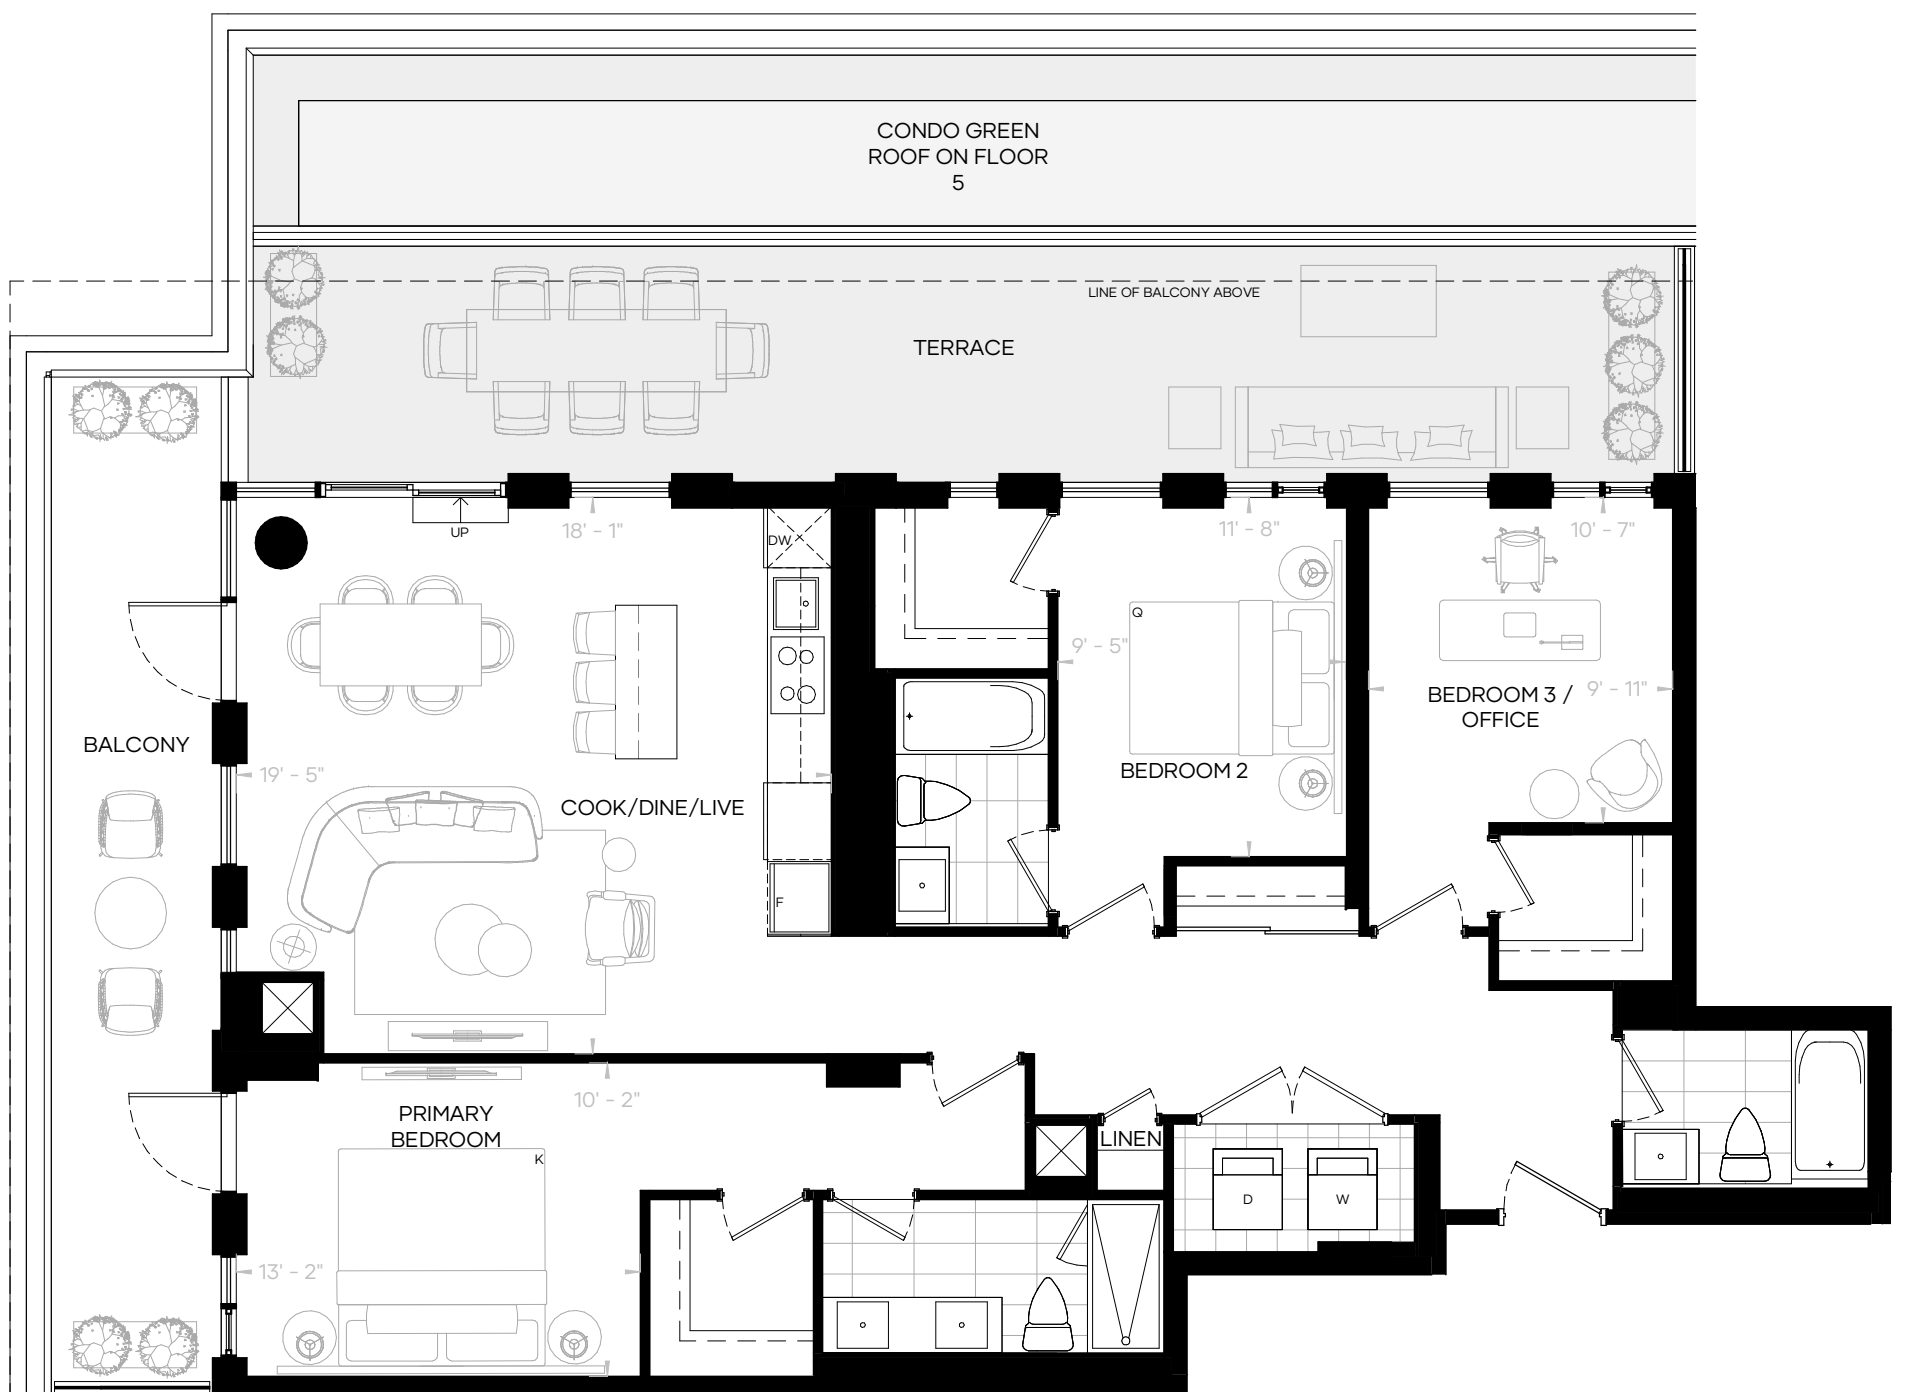 CONDO GREEN
ROOF ON FLOOR
5
LINE OF BALCONY ABOVE
TERRACE
UP
18' - 1"
DW
11' - 8"
10' - 7"
Q
9' - 5"
BEDROOM 3 /
OFFICE
9' - 11"
BALCONY
19' - 5"
COOK/DINE/LIVE
BEDROOM 2
F
10' - 2"
PRIMARY
BEDROOM
K
LINEN
D
W
13' - 2"